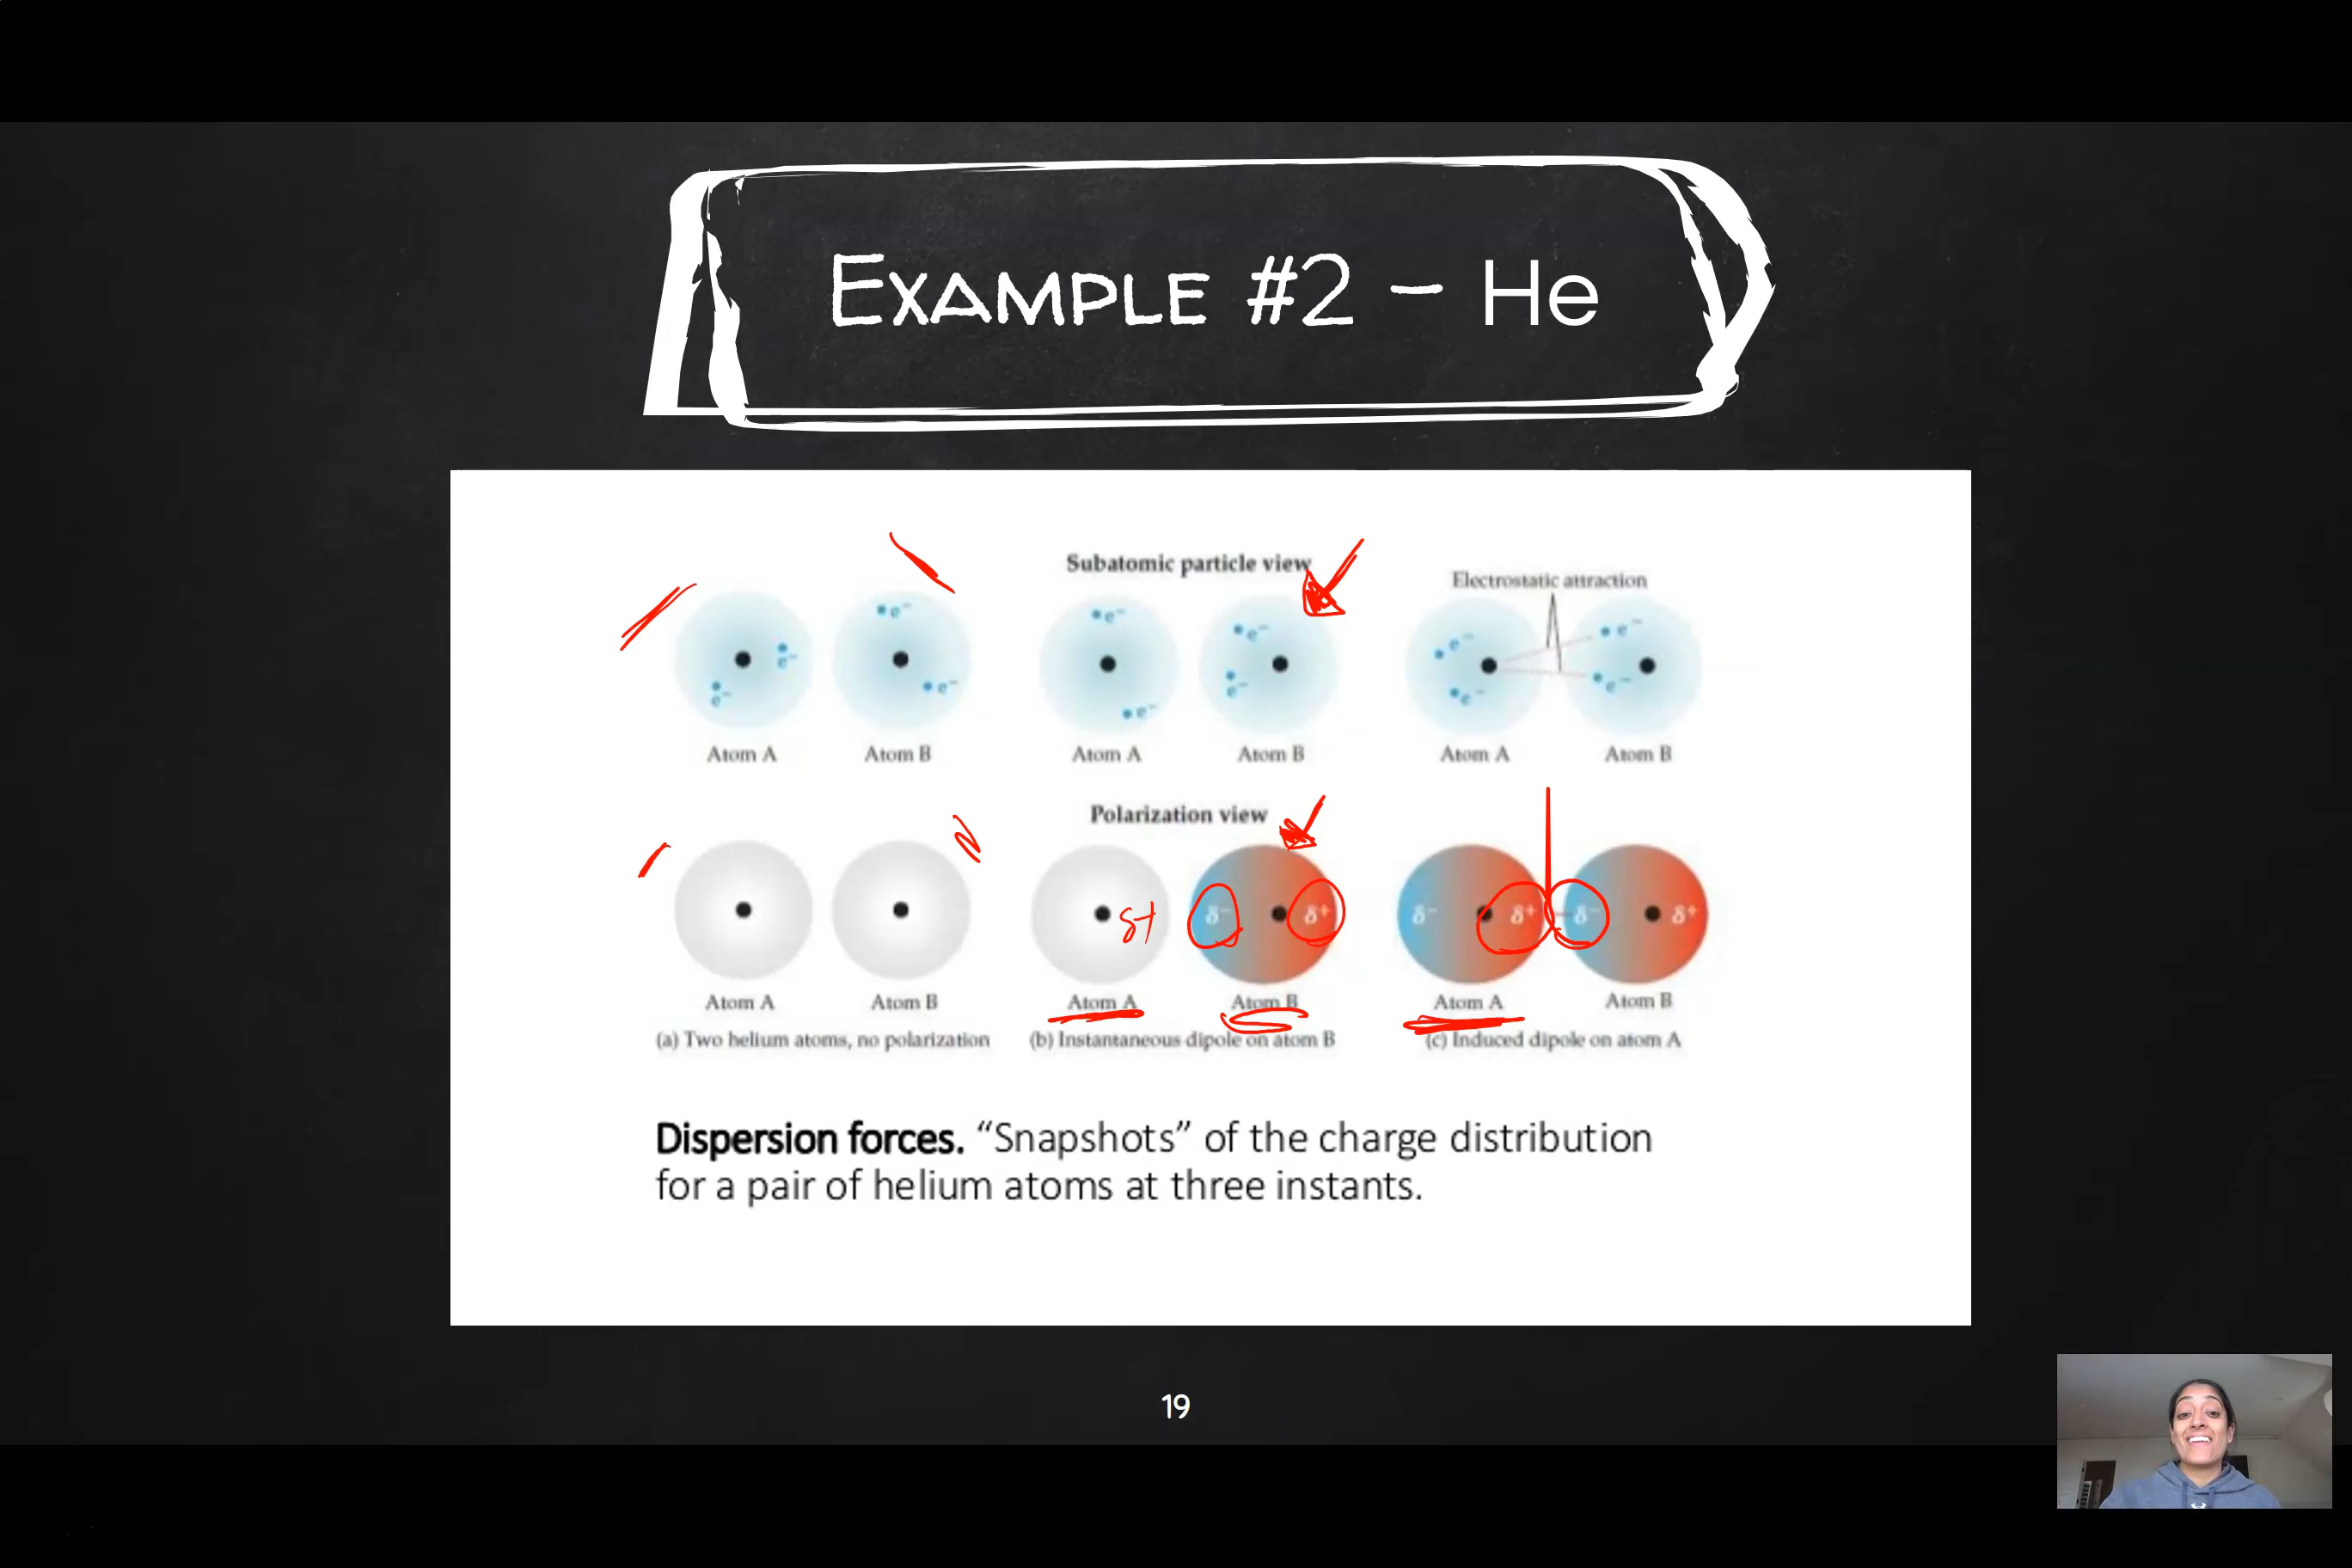 EXAMPLE #2 – He
Subatomic particle view
Electrostatic attraction
e⁻ e⁻ e⁻ e⁻
e⁻ e⁻ e⁻ e⁻
e⁻ e⁻ e⁻ e⁻
Atom A Atom B Atom A Atom B Atom A Atom B
Polarization view
δ+ δ⁻ δ⁺ δ⁻ δ⁺ δ⁻ δ⁺
Atom A Atom B Atom A Atom B Atom A Atom B
(a) Two helium atoms, no polarization (b) Instantaneous dipole on atom B (c) Induced dipole on atom A
Dispersion forces. “Snapshots” of the charge distribution
for a pair of helium atoms at three instants.
19